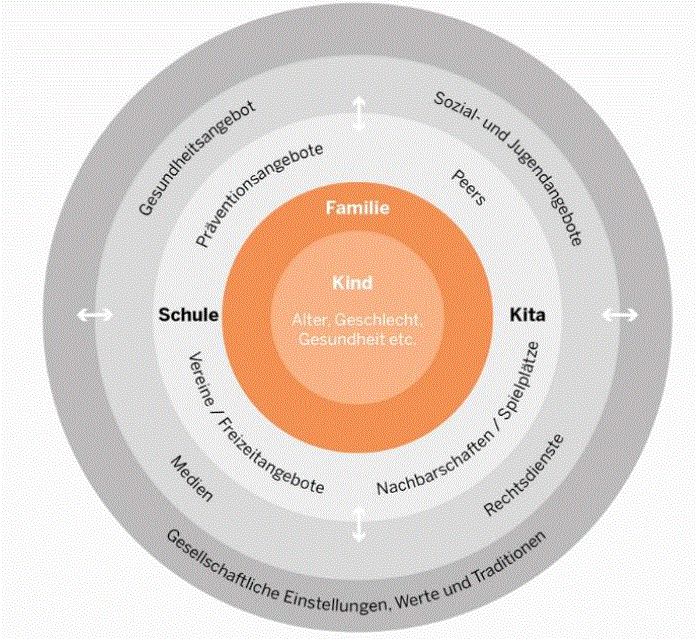 Gesundheitsangebot
Sozial- und Jugendangebote
Präventionsangebote
Peers
Familie
Kind
Alter, Geschlecht,
Gesundheit etc.
Schule
Kita
Vereine / Freizeitangebote
Nachbarschaften / Spielplätze
Medien
Rechtsdienste
Gesellschaftliche Einstellungen, Werte und Traditionen